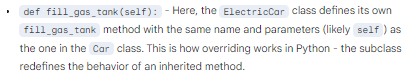 • def fill_gas_tank(self): - Here, the ElectricCar class defines its own
fill_gas_tank method with the same name and parameters (likely self ) as
the one in the Car class. This is how overriding works in Python - the subclass
redefines the behavior of an inherited method.